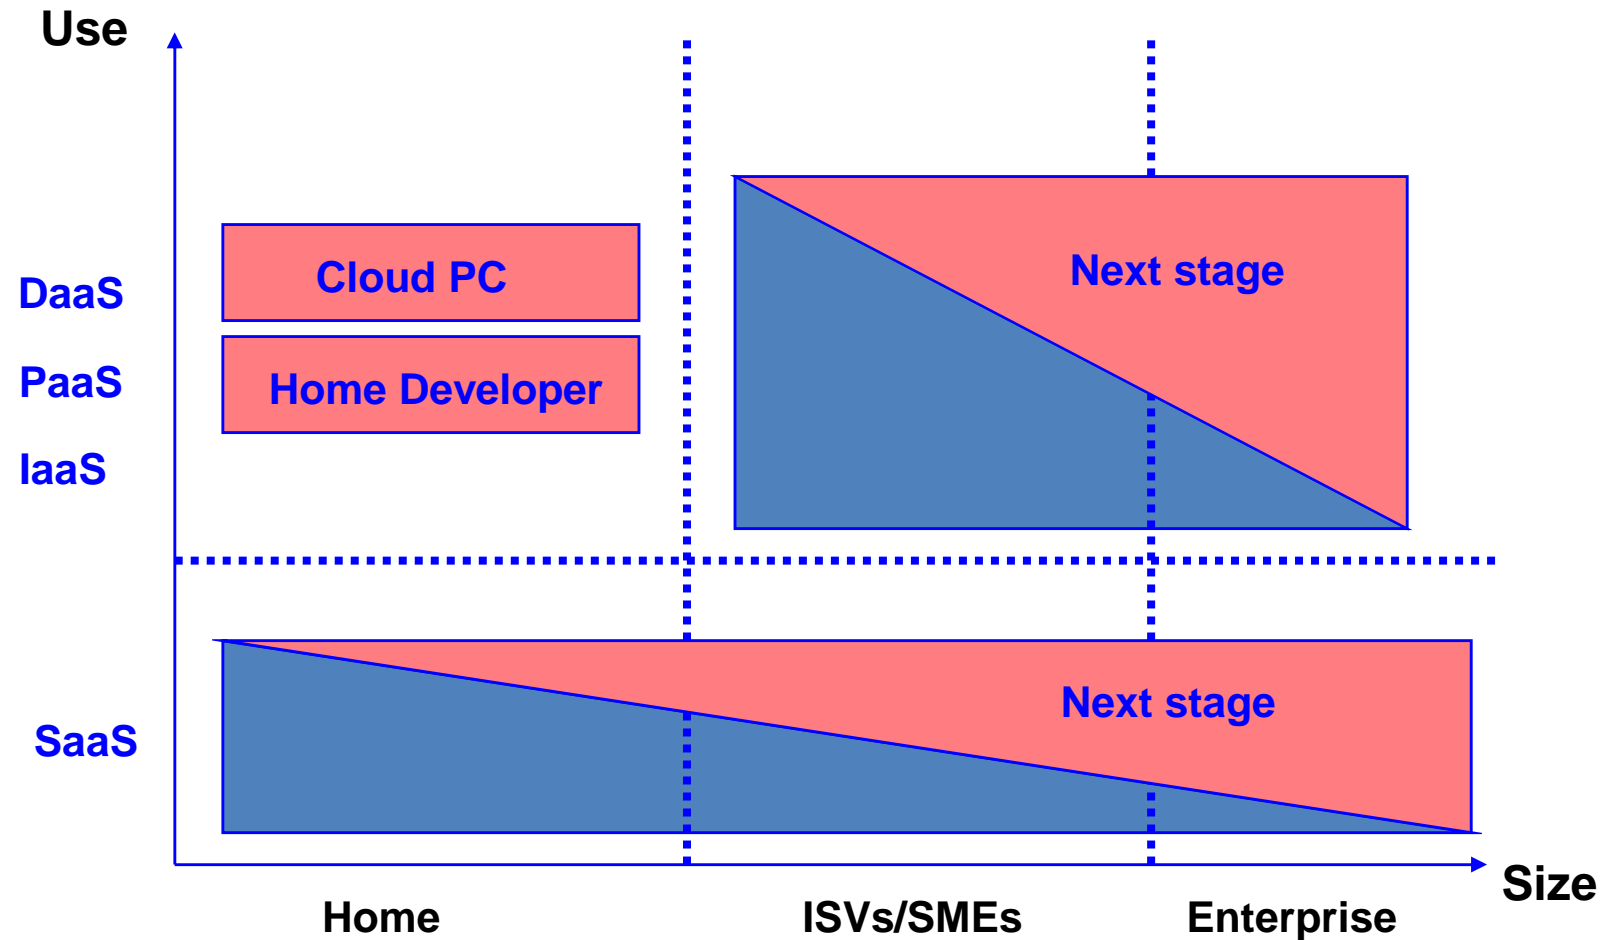 Use
DaaS
PaaS
IaaS
SaaS
Cloud PC
Home Developer
Next stage
Next stage
Size
Home
ISVs/SMEs
Enterprise